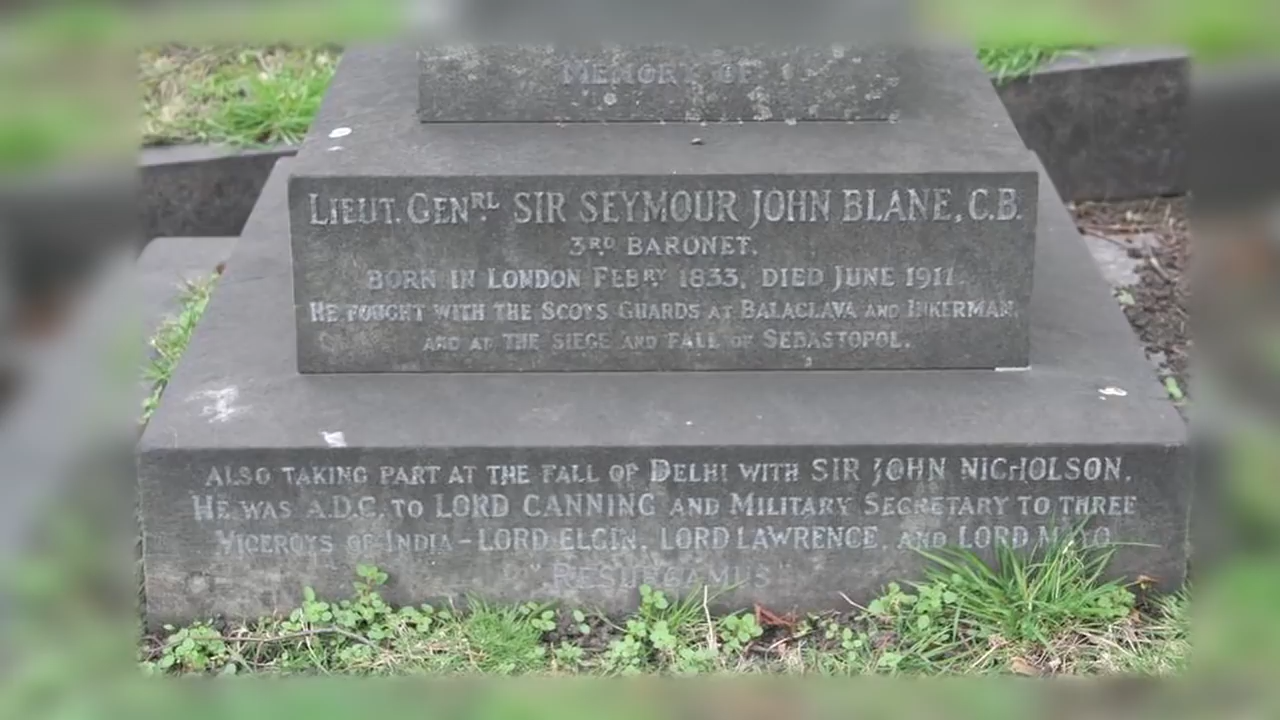 MEMORY OF
LIEUT. GENRL. SIR SEYMOUR JOHN BLANE, C.B.
3RD BARONET.
BORN IN LONDON FEBRY 1833, DIED JUNE 1911.
HE FOUGHT WITH THE SCOTS GUARDS AT BALACLAVA AND INKERMAN,
AND AT THE SIEGE AND FALL OF SEBASTOPOL.
ALSO TAKING PART AT THE FALL OF DELHI WITH SIR JOHN NICHOLSON.
HE WAS A.D.C. TO LORD CANNING AND MILITARY SECRETARY TO THREE
VICEROYS OF INDIA - LORD ELGIN, LORD LAWRENCE, AND LORD MAYO
RESURGAMUS